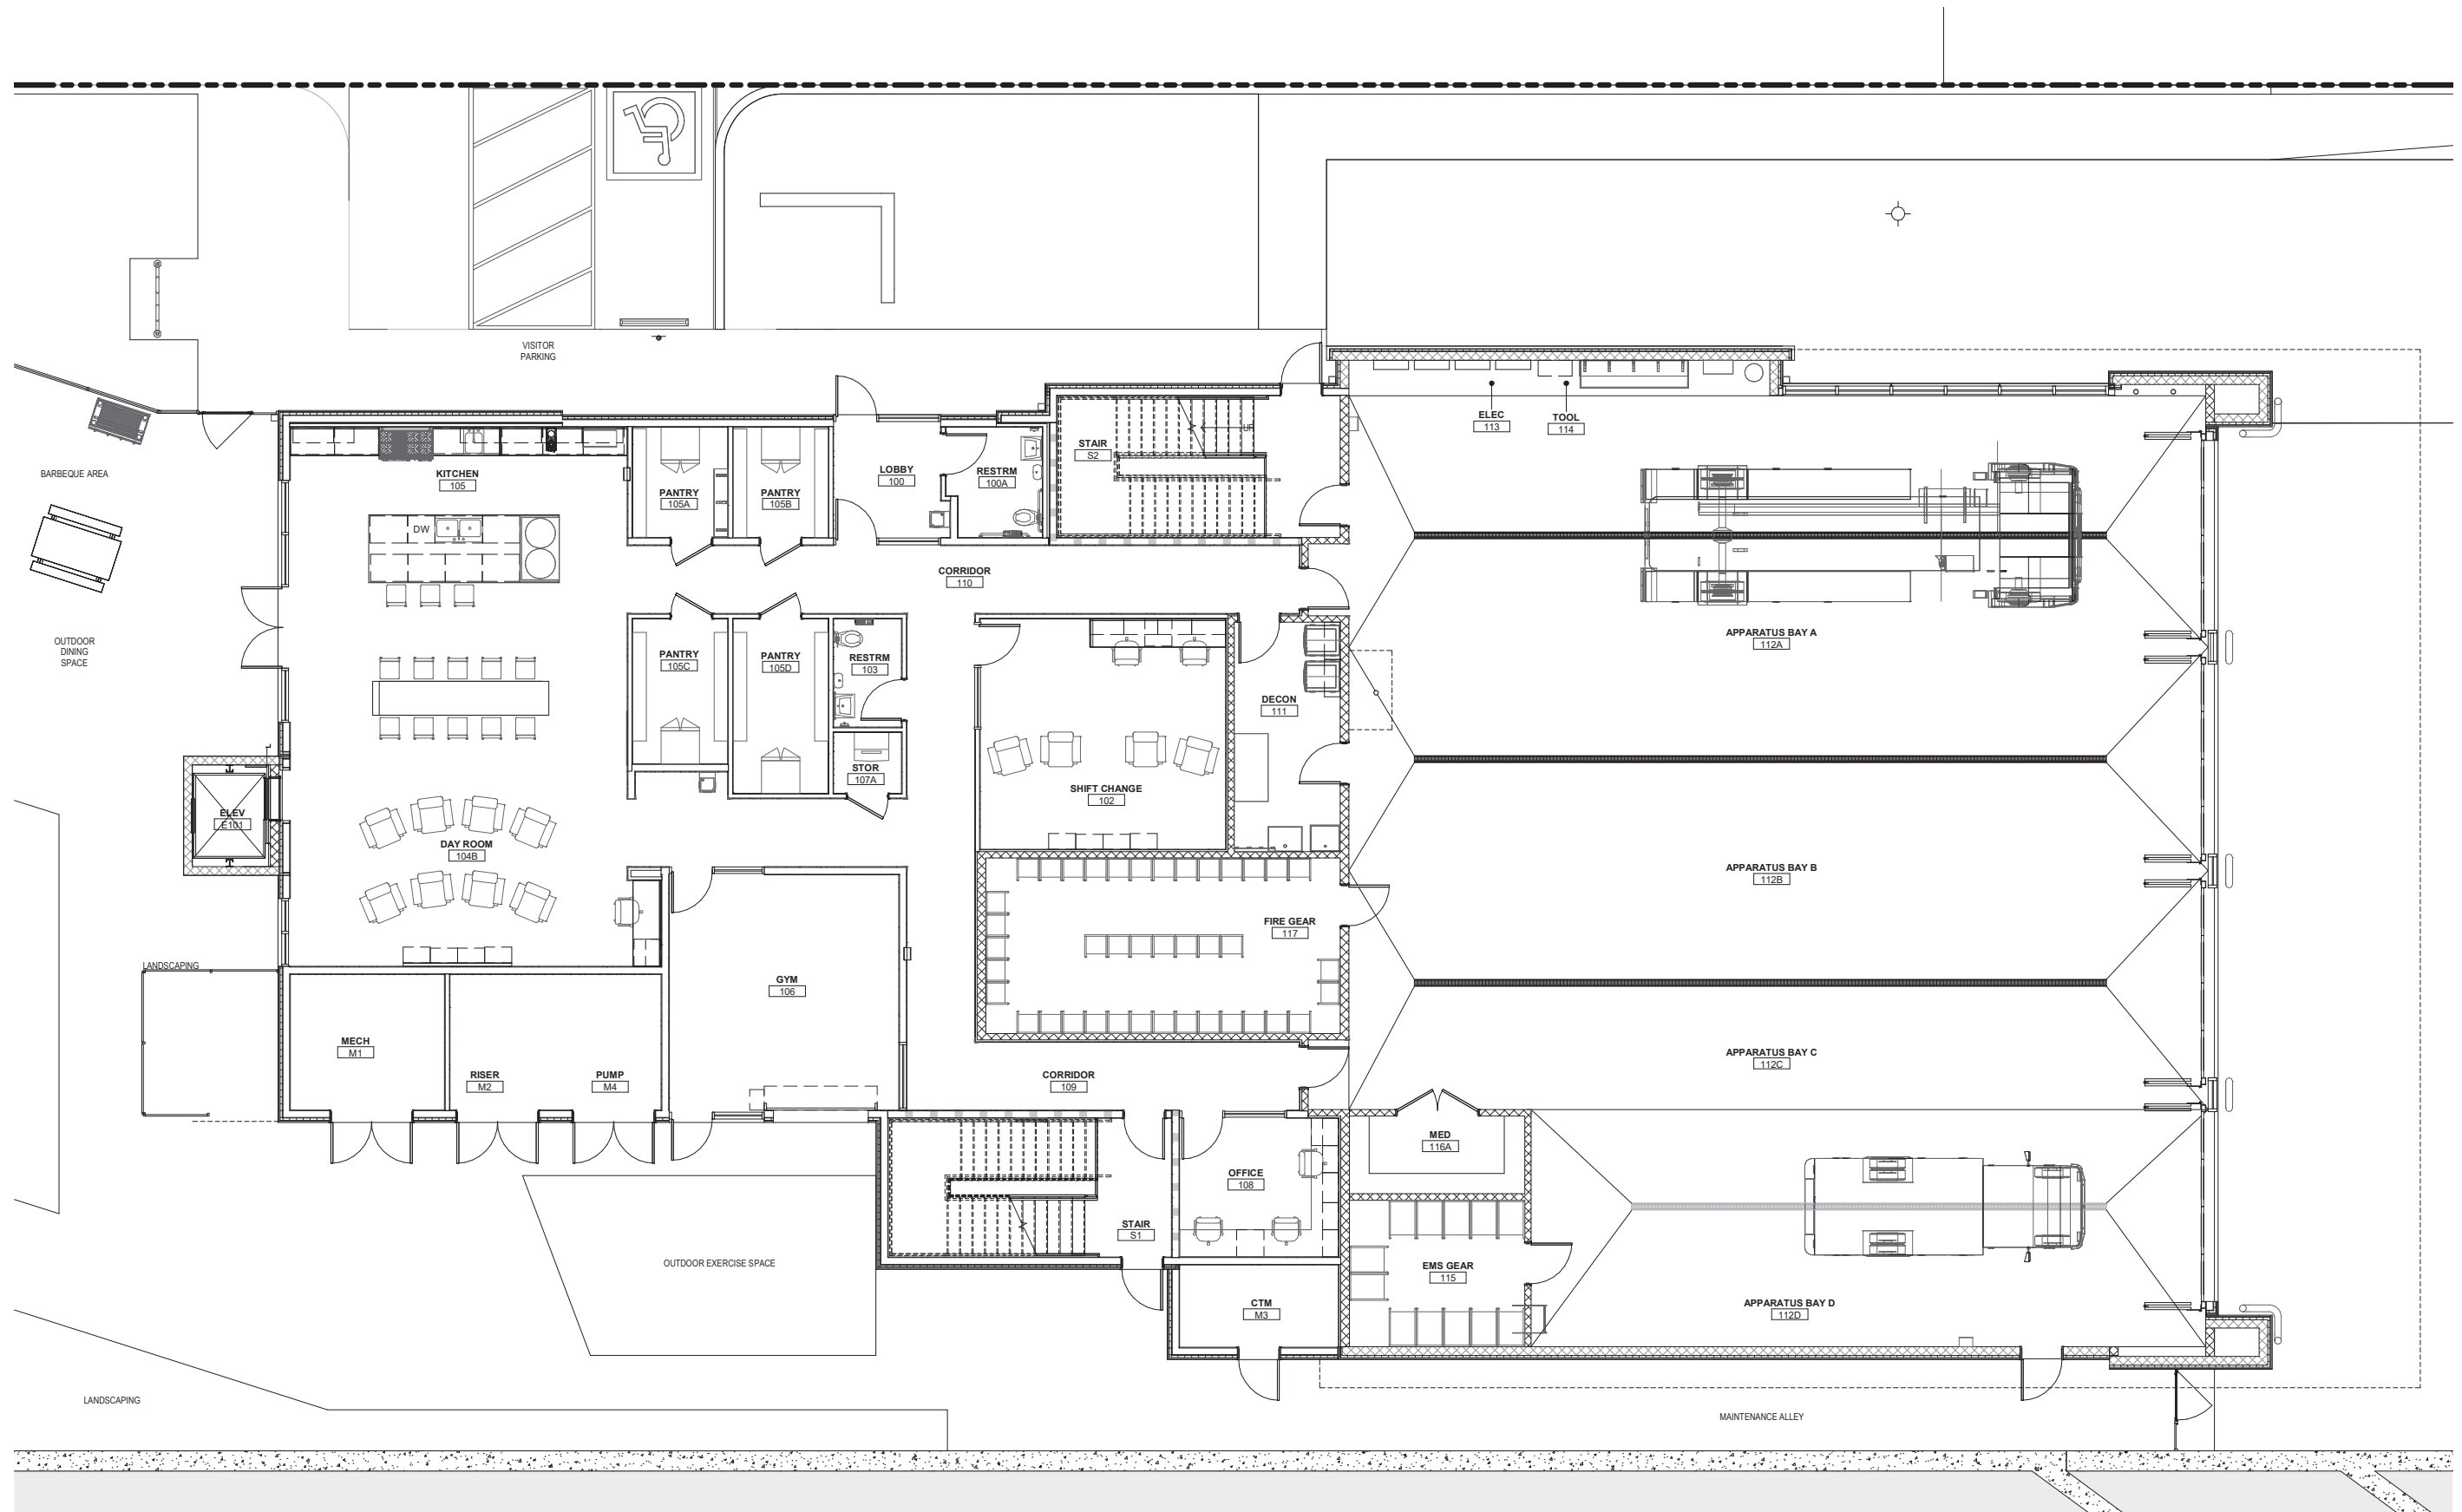 VISITOR
PARKING
BARBEQUE AREA
KITCHEN
105
DW
PANTRY
105A
PANTRY
105B
LOBBY
100
RESTRM
100A
STAIR
S2
UP
ELEC
113
TOOL
114
CORRIDOR
110
OUTDOOR
DINING
SPACE
PANTRY
105C
PANTRY
105D
RESTRM
103
STOR
107A
DECON
111
SHIFT CHANGE
102
APPARATUS BAY A
112A
ELEV
E101
DAY ROOM
104B
APPARATUS BAY B
112B
FIRE GEAR
117
LANDSCAPING
GYM
106
MECH
M1
RISER
M2
PUMP
M4
CORRIDOR
109
APPARATUS BAY C
112C
MED
116A
OFFICE
108
STAIR
S1
OUTDOOR EXERCISE SPACE
EMS GEAR
115
CTM
M3
APPARATUS BAY D
112D
LANDSCAPING
MAINTENANCE ALLEY